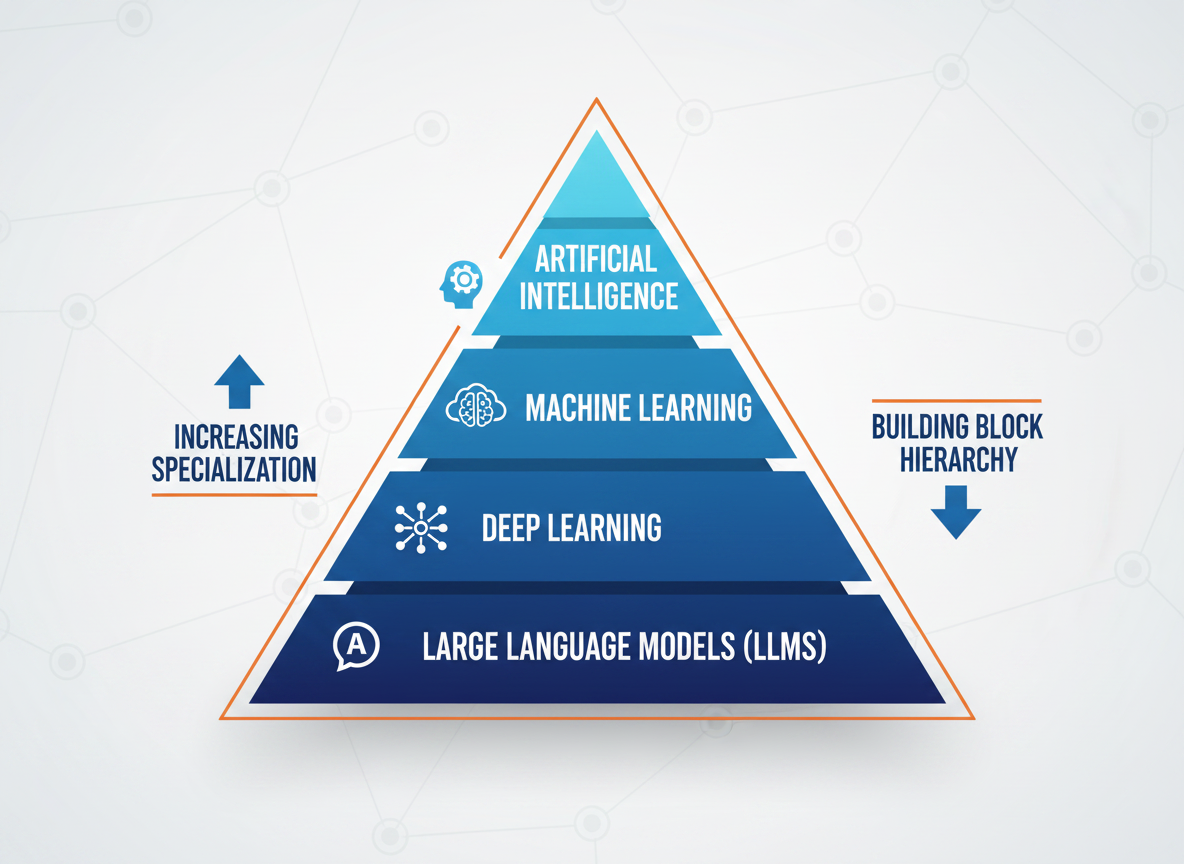 ARTIFICIAL
INTELLIGENCE
MACHINE LEARNING
DEEP LEARNING
A
LARGE LANGUAGE MODELS (LLMS)
INCREASING
SPECIALIZATION
BUILDING BLOCK
HIERARCHY